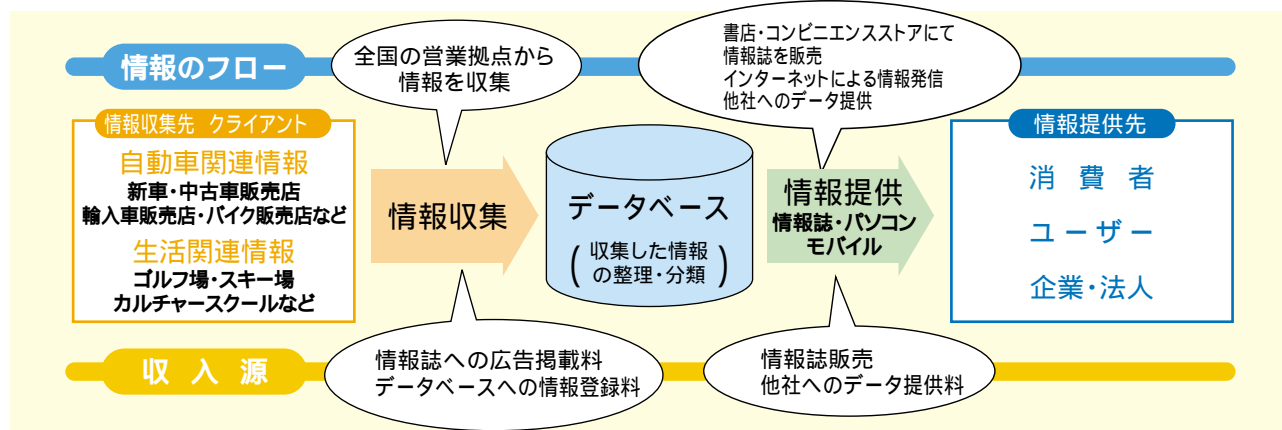 情報のフロー
全国の営業拠点から
情報を収集
書店・コンビニエンスストアにて
情報誌を販売
インターネットによる情報発信
他社へのデータ提供
情報収集先 クライアント
自動車関連情報
新車・中古車販売店
輸入車販売店・バイク販売店など
生活関連情報
ゴルフ場・スキー場
カルチャースクールなど
情報収集
データベース
(収集した情報
の整理・分類)
情報提供
情報誌・パソコン
モバイル
情報提供先
消費者
ユーザー
企業・法人
収入源
情報誌への広告掲載料
データベースへの情報登録料
情報誌販売
他社へのデータ提供料